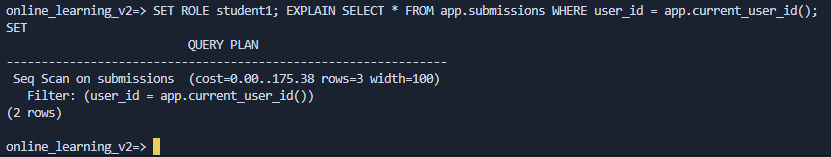 online_learning_v2=> SET ROLE student1; EXPLAIN SELECT * FROM app.submissions WHERE user_id = app.current_user_id();
SET
                          QUERY PLAN
---------------------------------------------------------------
 Seq Scan on submissions  (cost=0.00..175.38 rows=3 width=100)
   Filter: (user_id = app.current_user_id())
(2 rows)

online_learning_v2=>